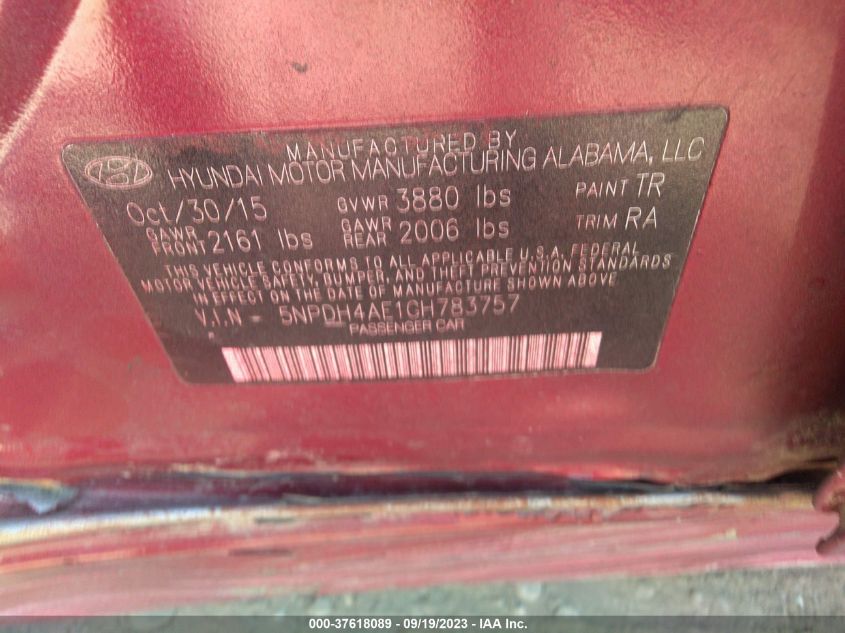 MANUFACTURED BY
HYUNDAI MOTOR MANUFACTURING ALABAMA, LLC
Oct/30/15 GVWR 3880 lbs PAINT TR
GAWR FRONT 2161 lbs GAWR REAR 2006 lbs TRIM RA
THIS VEHICLE CONFORMS TO ALL APPLICABLE U.S.A. FEDERAL
MOTOR VEHICLE SAFETY, BUMPER, AND THEFT PREVENTION STANDARDS
IN EFFECT ON THE DATE OF MANUFACTURE SHOWN ABOVE
V.I.N - 5NPDH4AE1GH783757
PASSENGER CAR
000-37618089 - 09/19/2023 - IAA Inc.